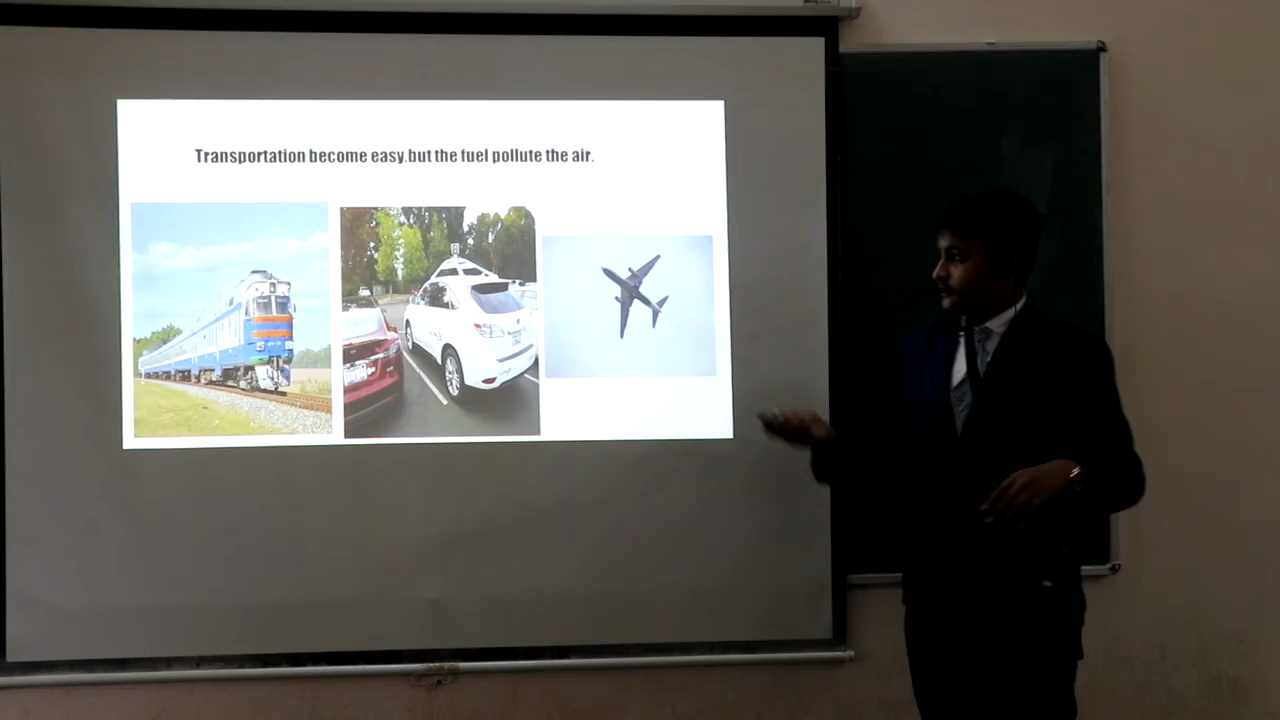 Transportation become easy.but the fuel pollute the air.